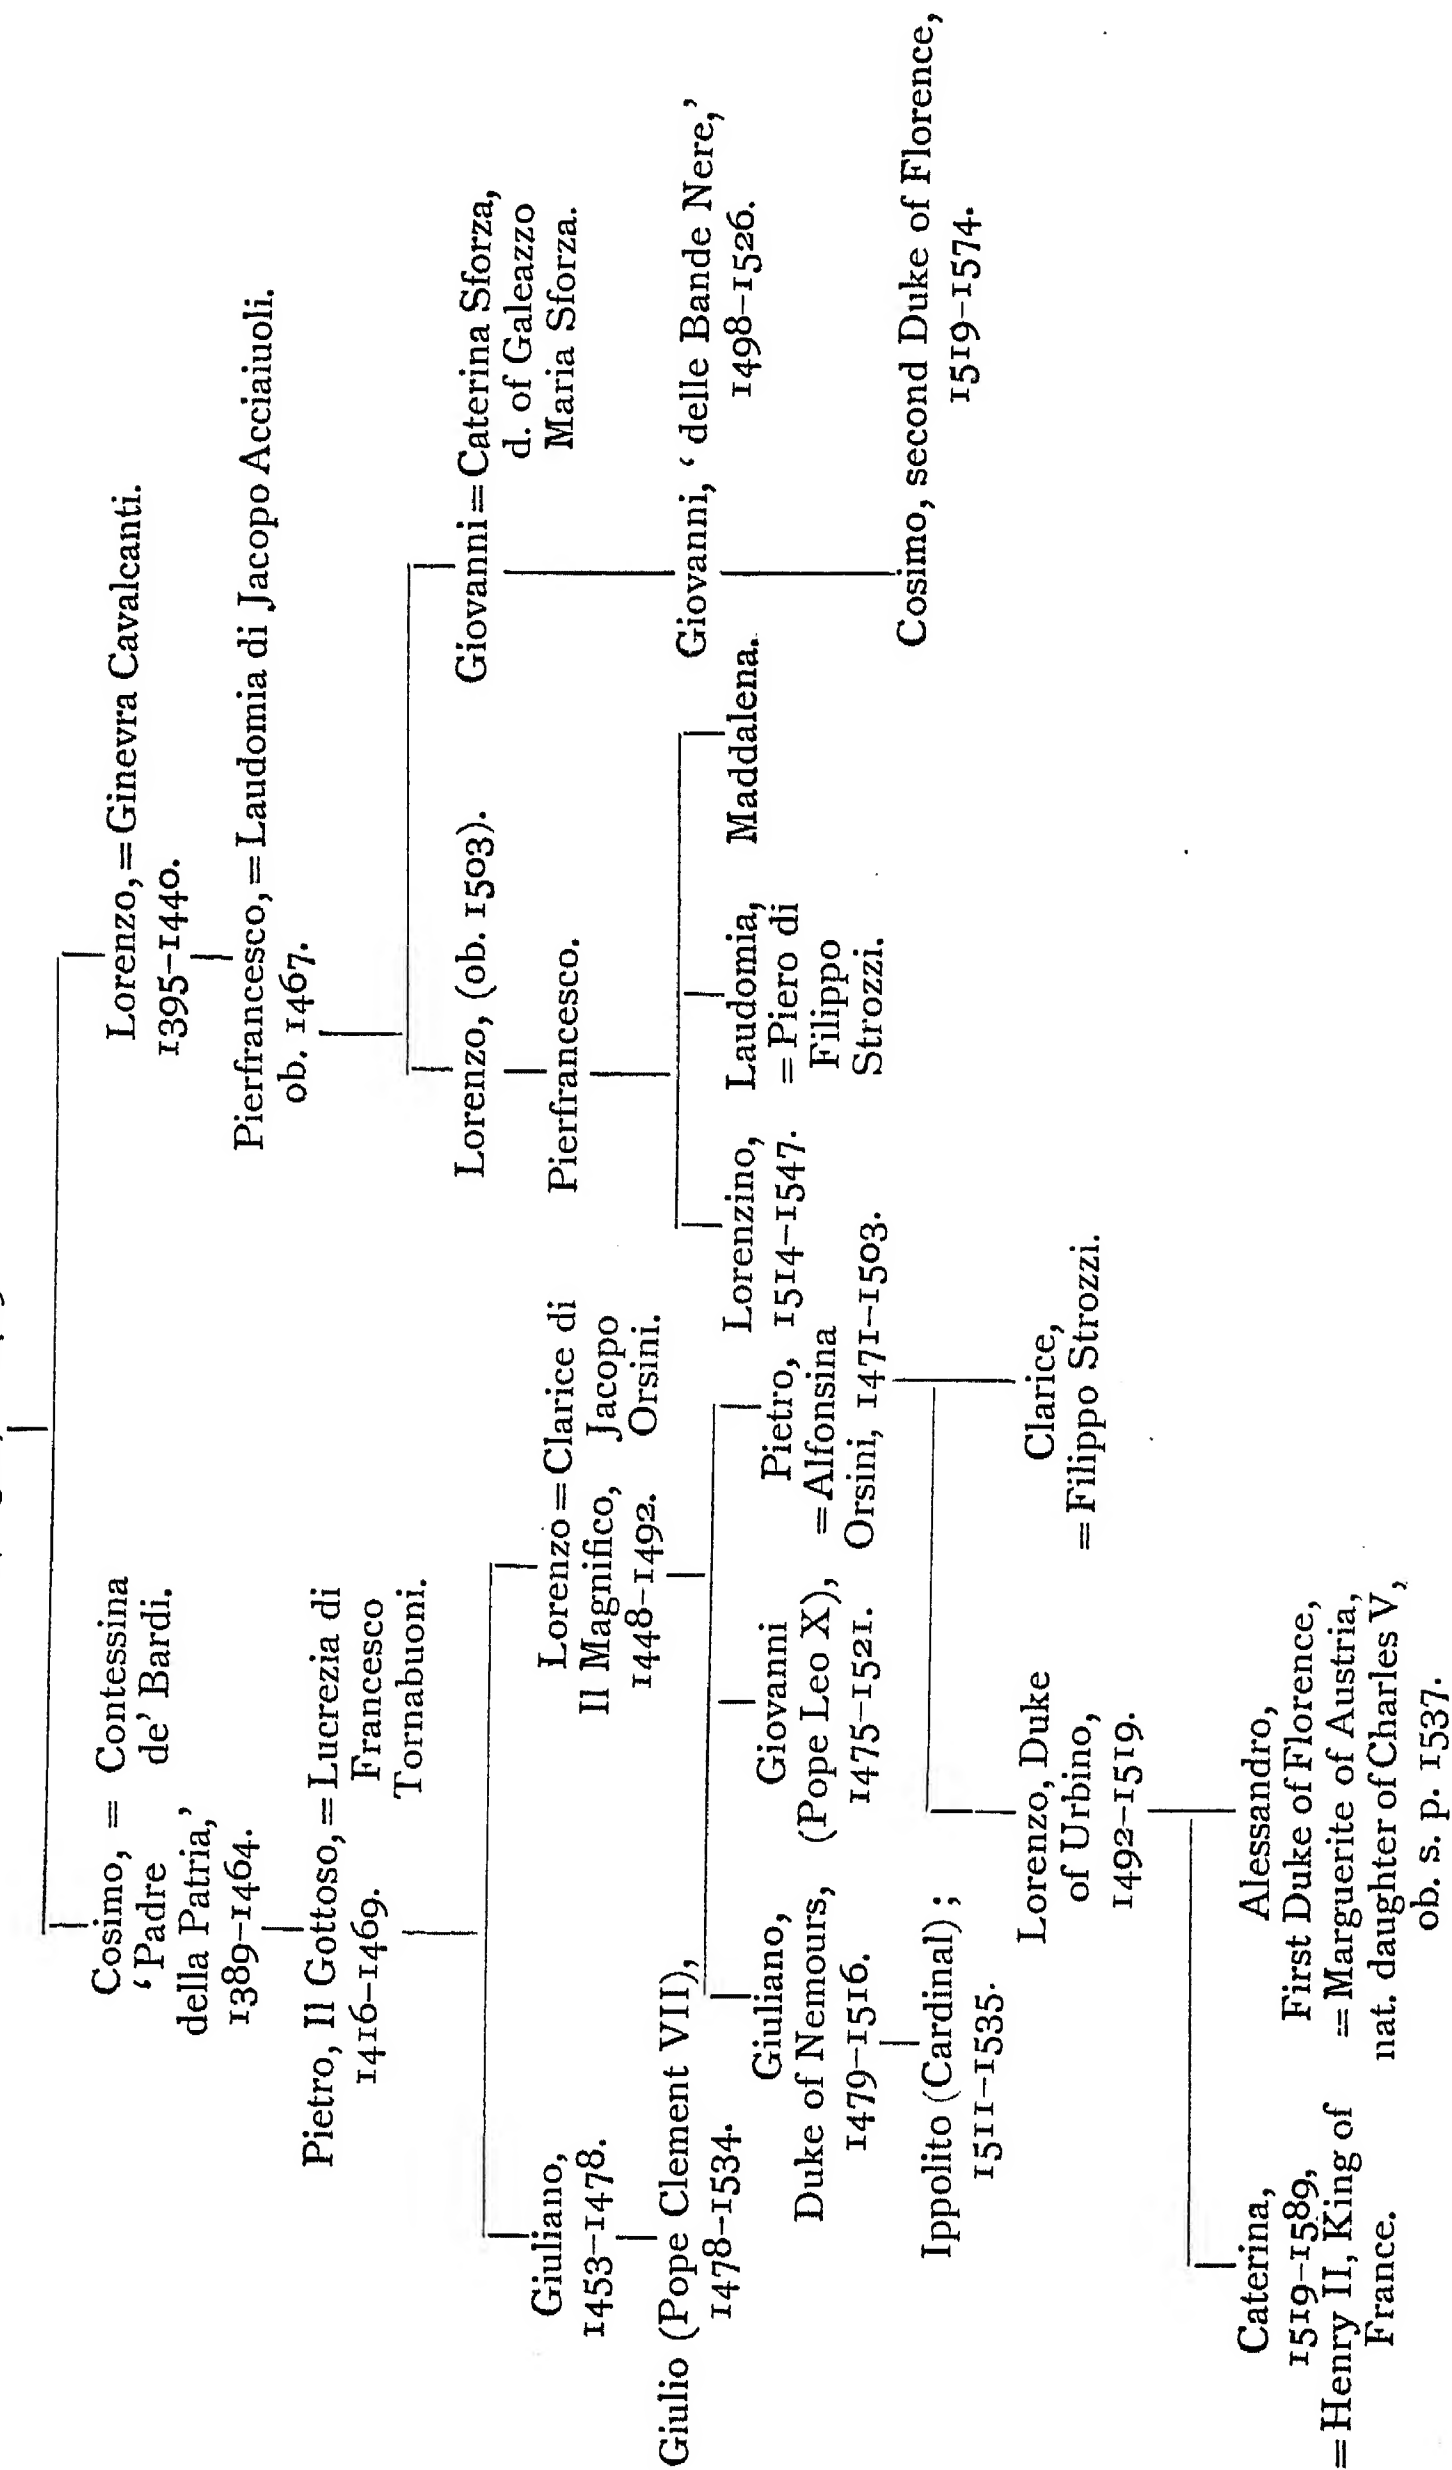 Cosimo, = Contessina
‘Padre de’ Bardi.
della Patria,’
1389–1464.
Lorenzo, = Ginevra Cavalcanti.
1395–1440.
Pietro, Il Gottoso, = Lucrezia di
1416–1469. Francesco
Tornabuoni.
Pierfrancesco, = Laudomia di Jacopo Acciaiuoli.
ob. 1467.
Giuliano,
1453–1478.
Lorenzo = Clarice di
Il Magnifico, Jacopo
1448–1492. Orsini.
Lorenzo, (ob. 1503).
Giovanni = Caterina Sforza,
d. of Galeazzo
Maria Sforza.
Pierfrancesco.
Giulio (Pope Clement VII),
1478–1534.
Giuliano,
Duke of Nemours,
1479–1516.
Giovanni
(Pope Leo X),
1475–1521.
Pietro,
= Alfonsina
Orsini, 1471–1503.
Lorenzino,
1514–1547.
Laudomia,
= Piero di
Filippo
Strozzi.
Maddalena.
Giovanni, ‘ delle Bande Nere,’
1498–1526.
Ippolito (Cardinal) ;
1511–1535.
Lorenzo, Duke
of Urbino,
1492–1519.
Clarice,
= Filippo Strozzi.
Cosimo, second Duke of Florence,
1519–1574.
Caterina,
1519–1589,
= Henry II, King of
France.
Alessandro,
First Duke of Florence,
= Marguerite of Austria,
nat. daughter of Charles V,
ob. s. p. 1537.